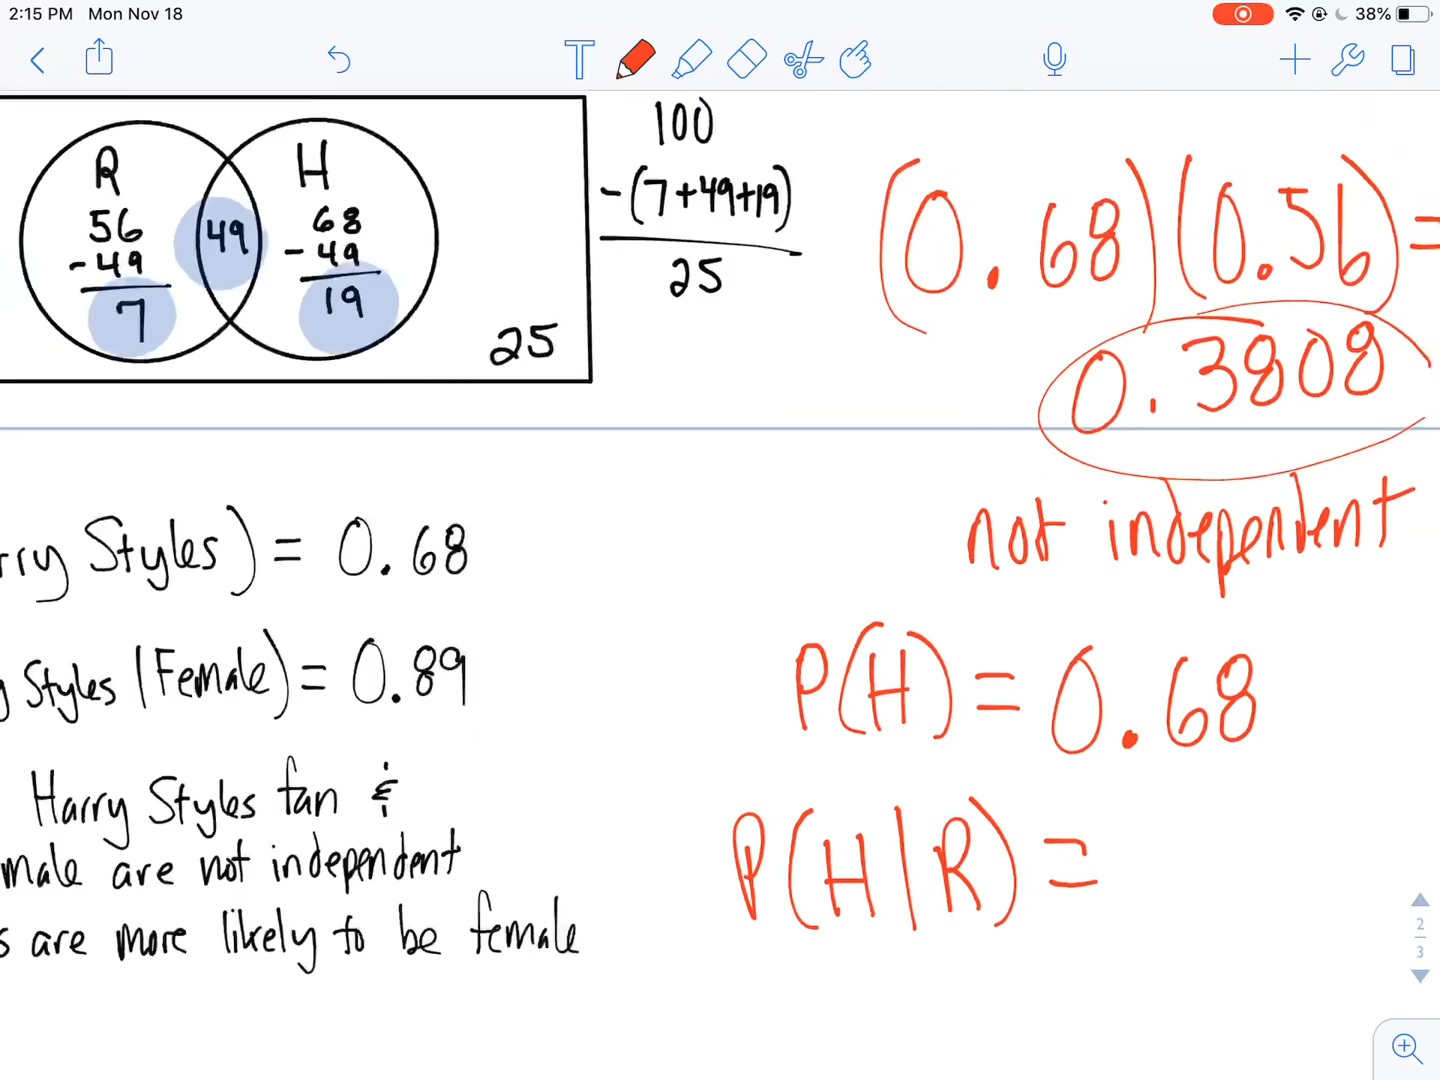 2:15 PM Mon Nov 18
38%
T
R
56
-49
7
49
H
68
-49
19
25
100
-(7+49+19)
25
(0.68)(0.56)=
0.3808
not independent
rry Styles) = 0.68
Styles |Female) = 0.89
Harry Styles fan &
male are not independent
s are more likely to be female
P(H) = 0.68
P(H|R) =
2
3